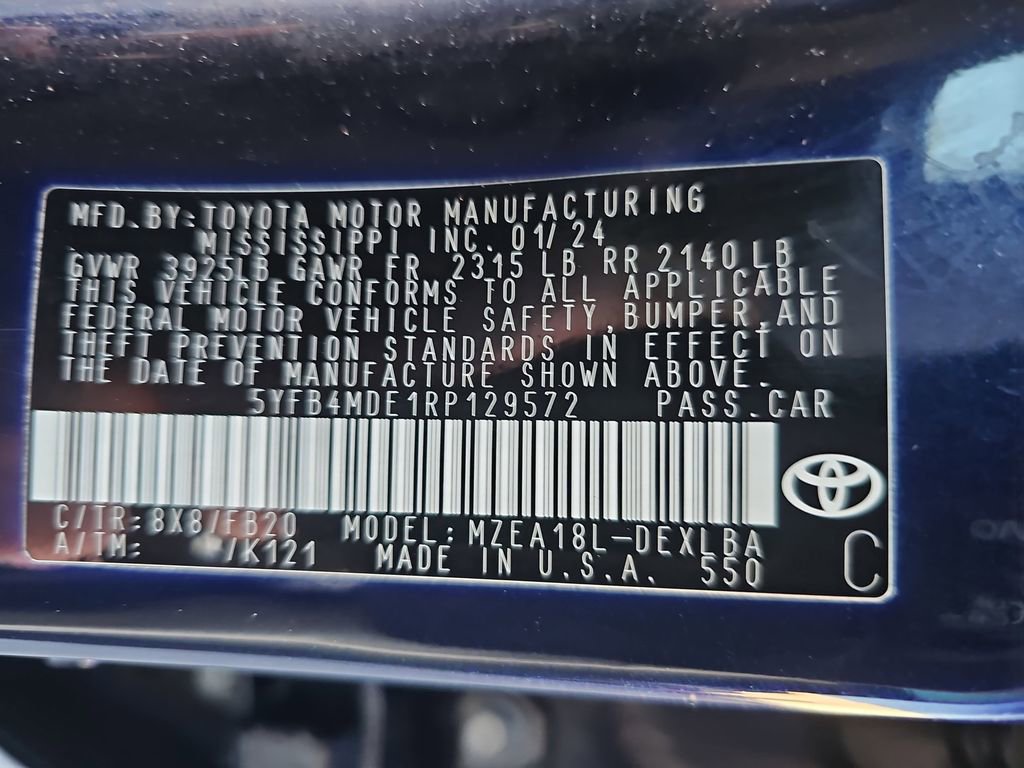 MFD.BY:TOYOTA MOTOR MANUFACTURING
MISSISSIPPI INC. 01/24
GVWR 3925LB GAWR FR 2315 LB RR 2140 LB
THIS VEHICLE CONFORMS TO ALL APPLICABLE
FEDERAL MOTOR VEHICLE SAFETY, BUMPER, AND
THEFT PREVENTION STANDARDS IN EFFECT ON
THE DATE OF MANUFACTURE SHOWN ABOVE.
5YFB4MDE1RP129572 PASS.CAR
C/TR:8X8/FB20 MODEL:MZEA18L-DEXLBA
A/TM: /K121 MADE IN U.S.A. 550
C